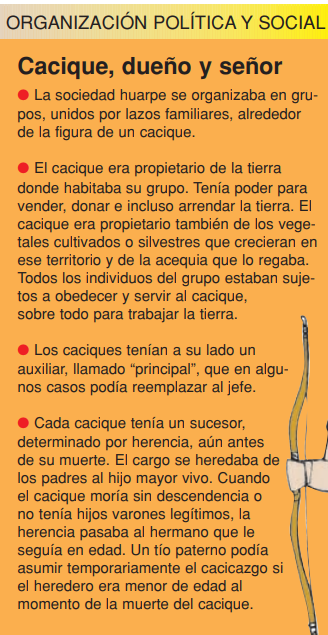 ORGANIZACIÓN POLÍTICA Y SOCIAL
Cacique, dueño y señor
● La sociedad huarpe se organizaba en gru-
pos, unidos por lazos familiares, alrededor
de la figura de un cacique.
● El cacique era propietario de la tierra
donde habitaba su grupo. Tenía poder para
vender, donar e incluso arrendar la tierra. El
cacique era propietario también de los vege-
tales cultivados o silvestres que crecieran en
ese territorio y de la acequia que lo regaba.
Todos los individuos del grupo estaban suje-
tos a obedecer y servir al cacique,
sobre todo para trabajar la tierra.
● Los caciques tenían a su lado un
auxiliar, llamado “principal”, que en algu-
nos casos podía reemplazar al jefe.
● Cada cacique tenía un sucesor,
determinado por herencia, aún antes
de su muerte. El cargo se heredaba de
los padres al hijo mayor vivo. Cuando
el cacique moría sin descendencia o
no tenía hijos varones legítimos, la
herencia pasaba al hermano que le
seguía en edad. Un tío paterno podía
asumir temporariamente el cacicazgo si
el heredero era menor de edad al
momento de la muerte del cacique.